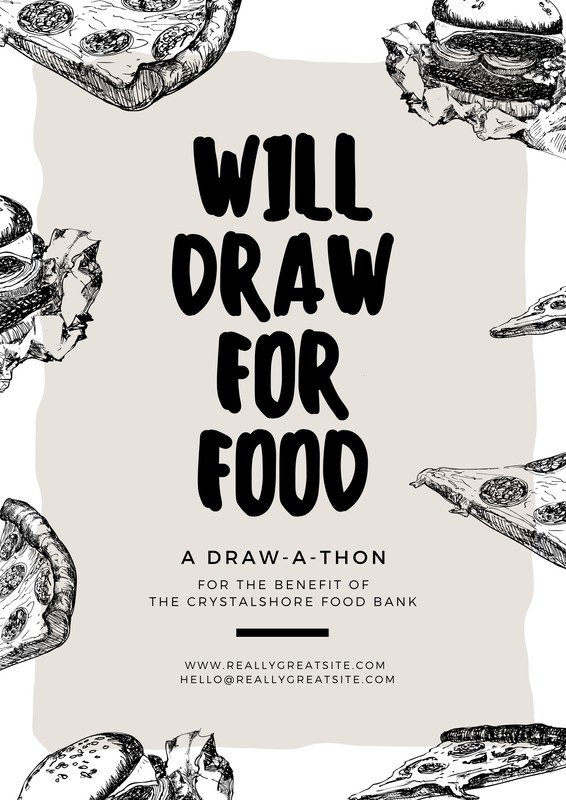 WILL
DRAW
FOR
FOOD
A DRAW-A-THON
FOR THE BENEFIT OF
THE CRYSTALSHORE FOOD BANK
WWW.REALLYGREATSITE.COM
HELLO@REALLYGREATSITE.COM